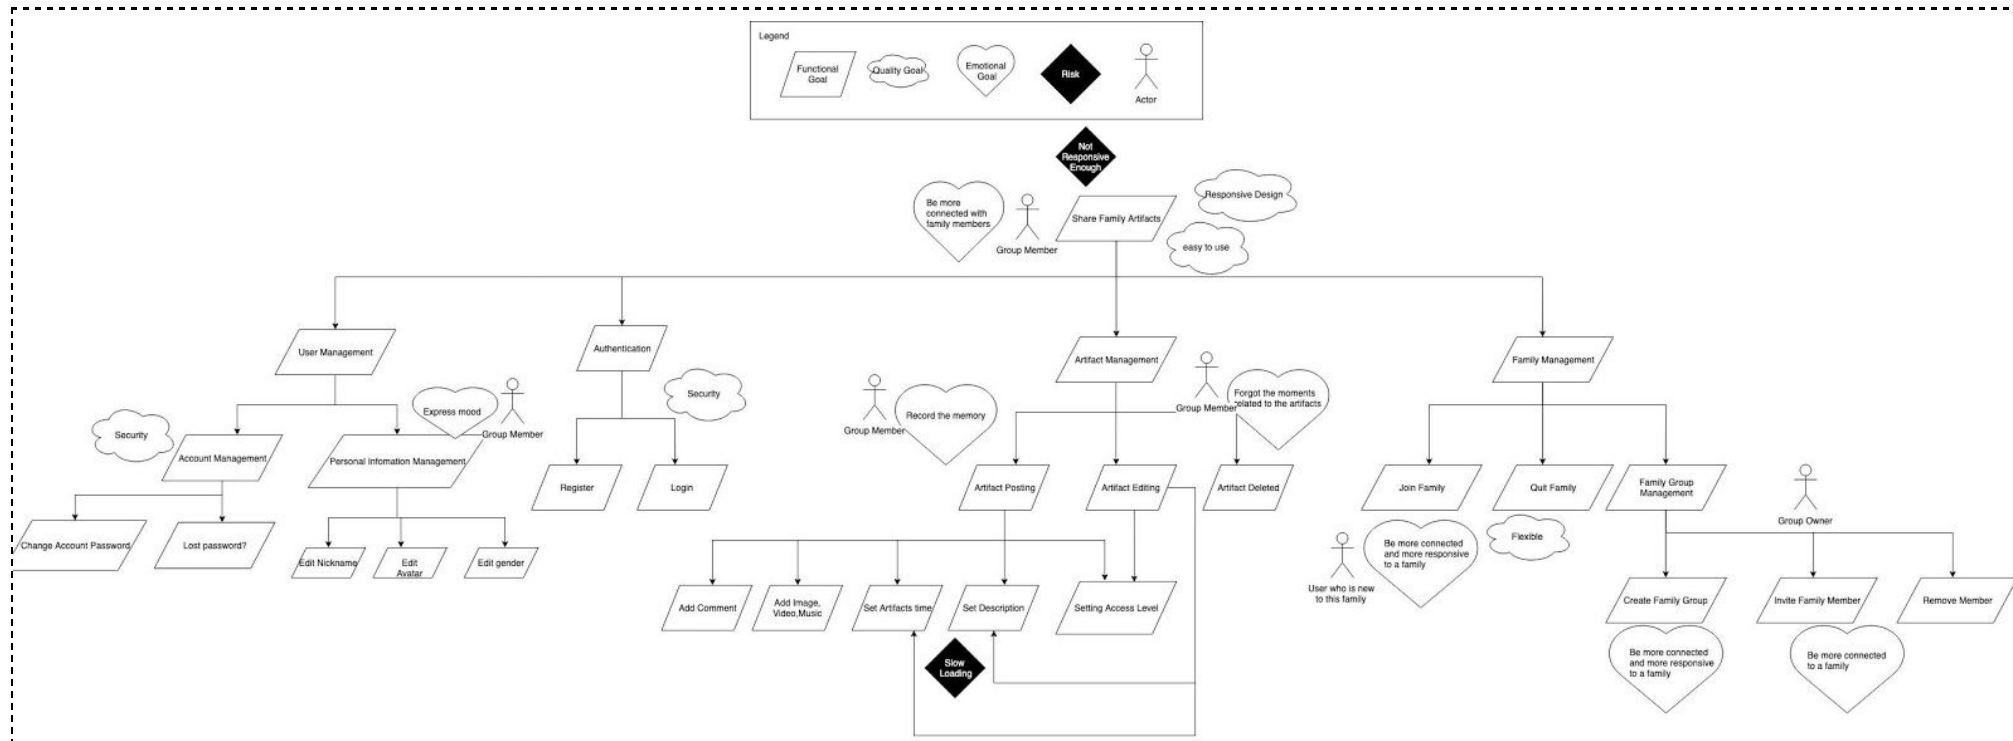 Legend
Functional
Goal
Quality Goal
Emotional
Goal
Risk
Actor
Not
Responsive
Enough
Be more
connected with
family members
Group Member
Share Family Artifacts
Responsive Design
easy to use
User Management
Authentication
Artifact Management
Family Management
Security
Express mood
Group Member
Security
Group Member
Record the memory
Group Member
Forgot the moments
related to the artifacts
Account Management
Personal Infomation Management
Register
Login
Artifact Posting
Artifact Editing
Artifact Deleted
Join Family
Quit Family
Family Group
Management
Group Owner
Change Account Password
Lost password?
Edit Nickname
Edit
Avatar
Edit gender
User who is new
to this family
Be more connected
and more responsive
to a family
Flexible
Add Comment
Add Image,
Video,Music
Set Artifacts time
Set Description
Setting Access Level
Create Family Group
Invite Family Member
Remove Member
Slow
Loading
Be more connected
and more responsive
to a family
Be more connected
to a family